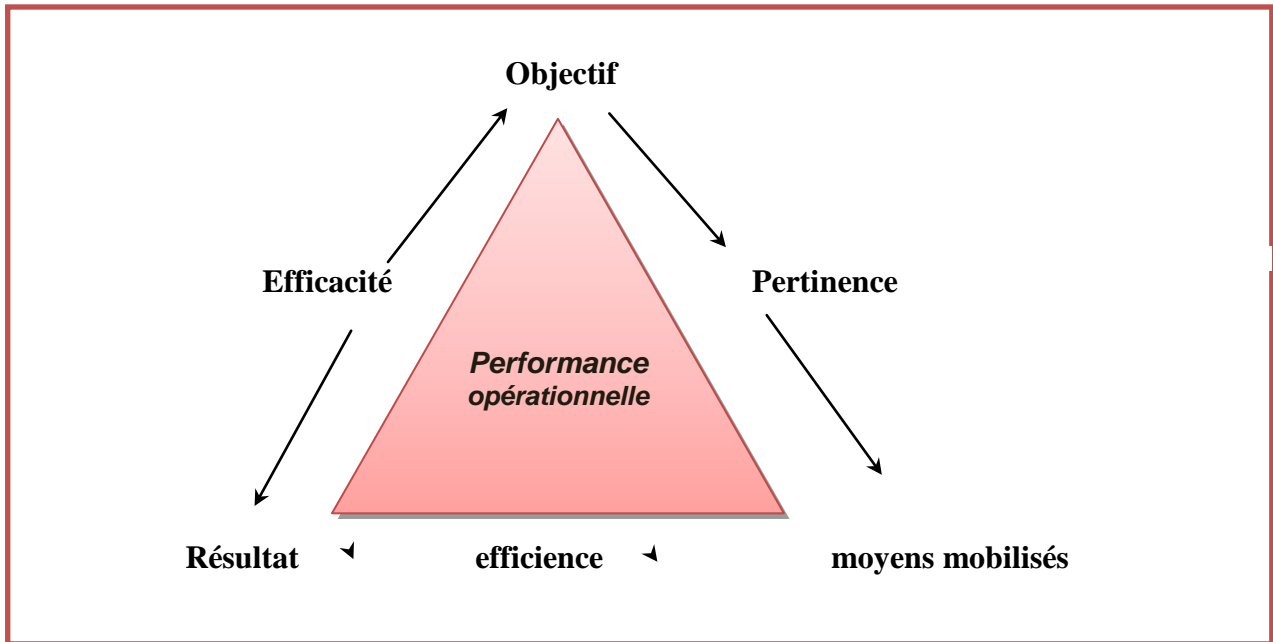 Objectif
Efficacité
Pertinence
Performance
opérationnelle
Résultat
efficience
moyens mobilisés